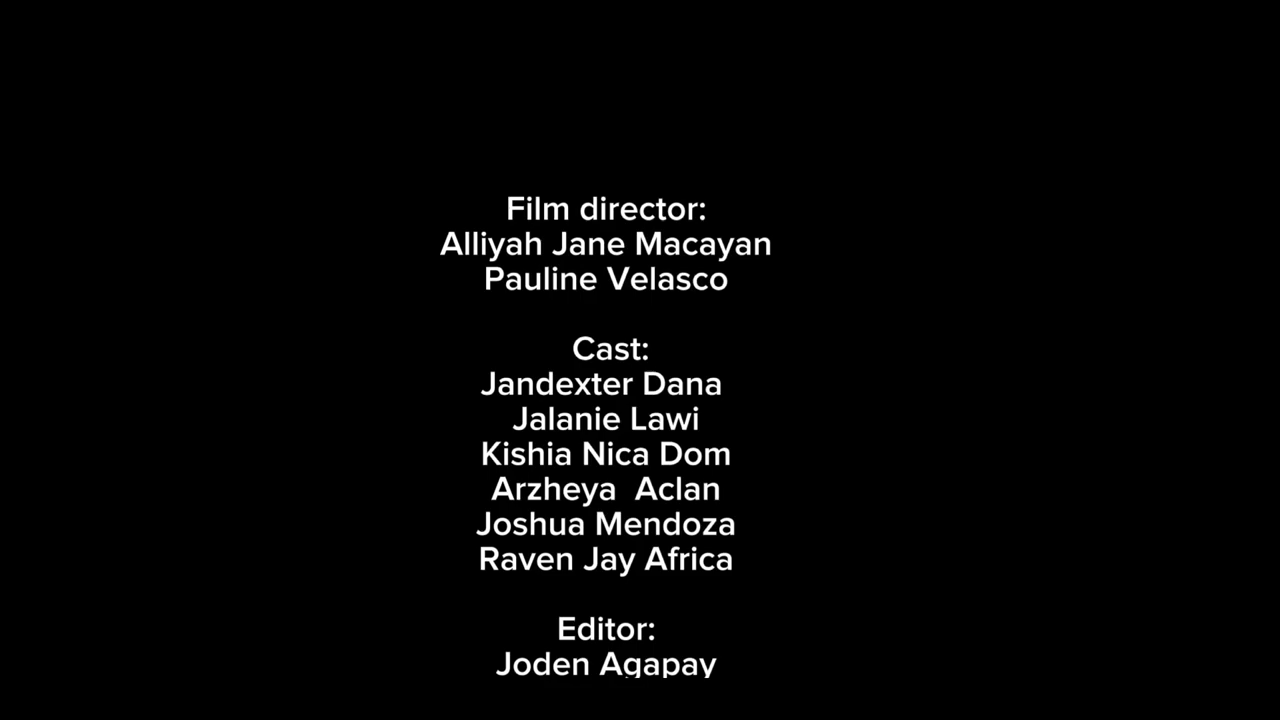 Film director:
Alliyah Jane Macayan
Pauline Velasco
Cast:
Jandexter Dana
Jalanie Lawi
Kishia Nica Dom
Arzheya  Aclan
Joshua Mendoza
Raven Jay Africa
Editor:
Joden Agapay